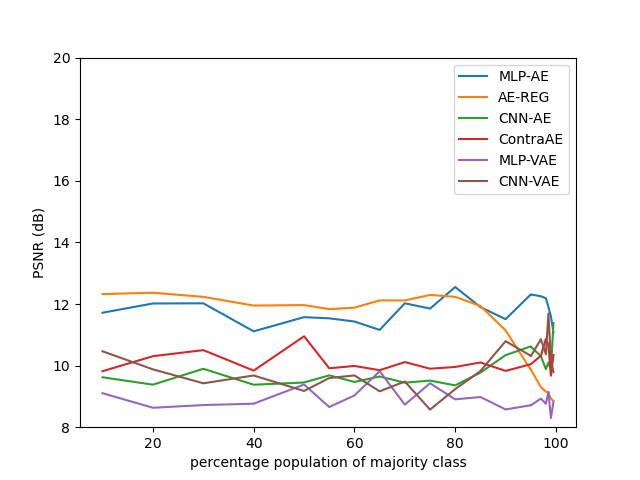 20
18
16
14
12
10
8
PSNR (dB)
MLP-AE
AE-REG
CNN-AE
ContraAE
MLP-VAE
CNN-VAE
20 40 60 80 100
percentage population of majority class